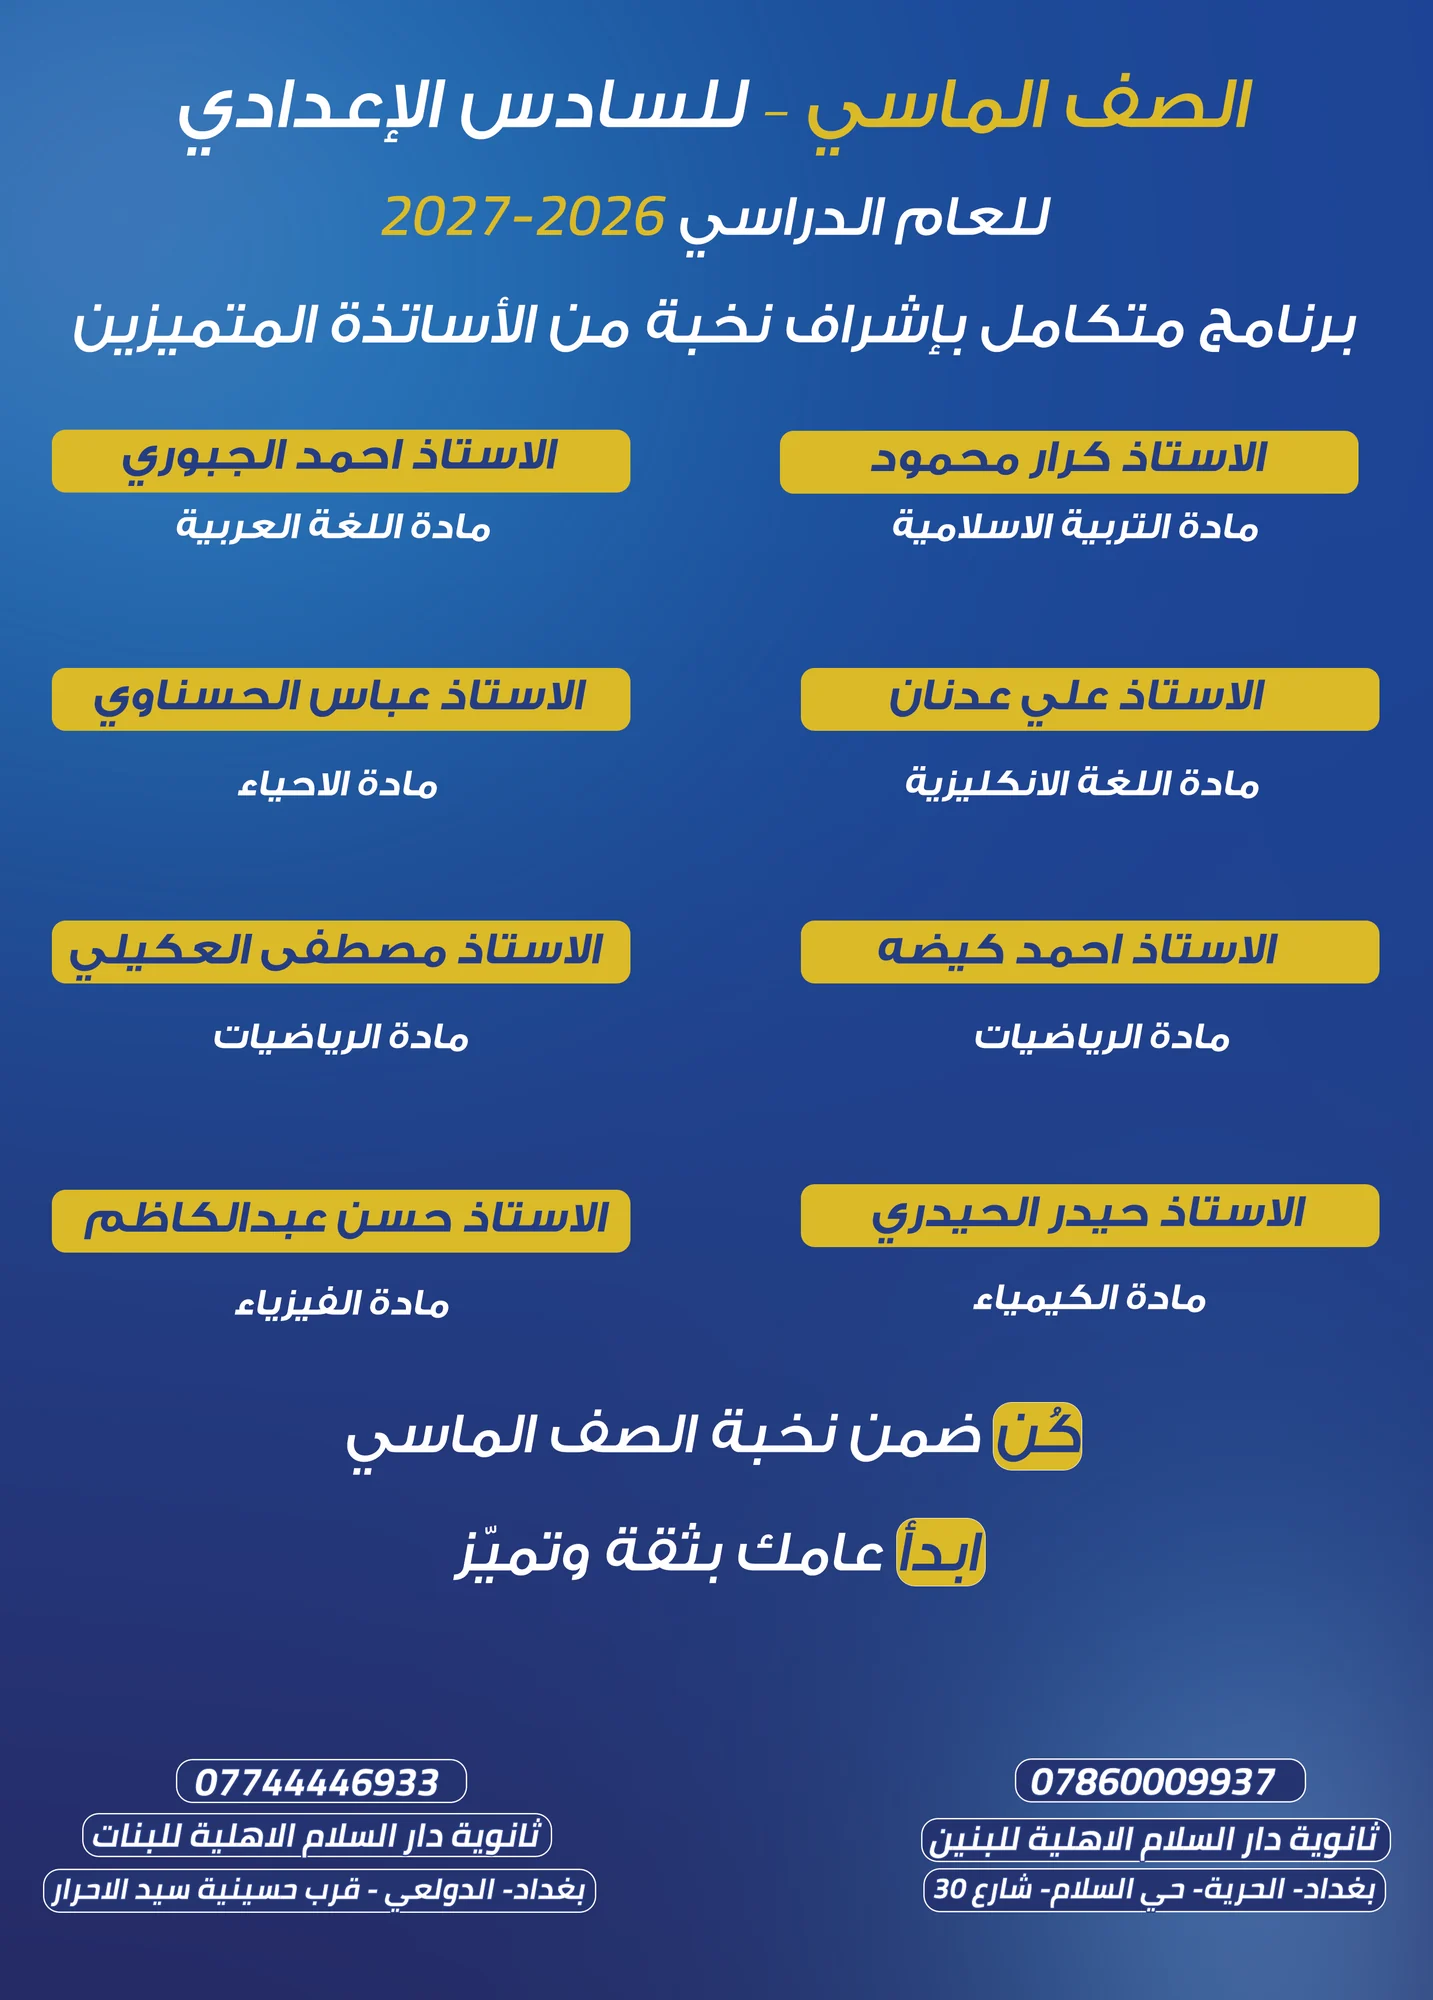 الصف الماسي - للسادس الإعدادي
للعام الدراسي 2026-2027
برنامج متكامل بإشراف نخبة من الأساتذة المتميزين
الاستاذ كرار محمود
مادة التربية الاسلامية
الاستاذ احمد الجبوري
مادة اللغة العربية
الاستاذ علي عدنان
مادة اللغة الانكليزية
الاستاذ عباس الحسناوي
مادة الاحياء
الاستاذ احمد كيضه
مادة الرياضيات
الاستاذ مصطفى العكيلي
مادة الرياضيات
الاستاذ حيدر الحيدري
مادة الكيمياء
الاستاذ حسن عبدالكاظم
مادة الفيزياء
كُن ضمن نخبة الصف الماسي
ابدأ عامك بثقة وتميّز
07860009937
ثانوية دار السلام الاهلية للبنين
بغداد- الحرية- حي السلام- شارع 30
07744446933
ثانوية دار السلام الاهلية للبنات
بغداد- الدولعي - قرب حسينية سيد الاحرار